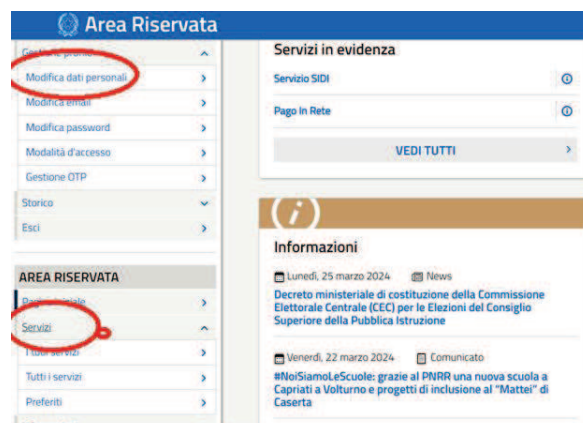 Area Riservata
Modifica dati personali
Modifica email
Modifica password
Modalità d'accesso
Gestione OTP
Storico
Esci
AREA RISERVATA
Servizi
I tuoi servizi
Tutti i servizi
Preferiti
Servizi in evidenza
Servizio SIDI
Pago In Rete
VEDI TUTTI
Informazioni
Lunedì, 25 marzo 2024 News
Decreto ministeriale di costituzione della Commissione
Elettorale Centrale (CEC) per le Elezioni del Consiglio
Superiore della Pubblica Istruzione
Venerdì, 22 marzo 2024 Comunicato
#NoiSiamoLeScuole: grazie al PNRR una nuova scuola a
Capriati a Volturno e progetti di inclusione al "Mattei" di
Caserta